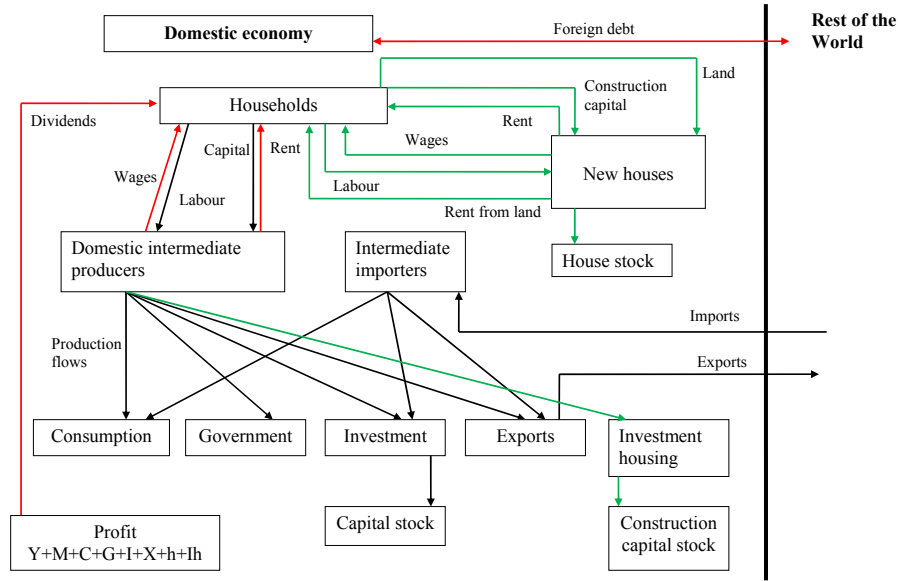 Domestic economy
Foreign debt
Rest of the
World
Land
Construction
capital
Households
Dividends
Rent
Wages
Capital
Rent
Wages
Labour
Labour
New houses
Rent from land
Domestic intermediate
producers
Intermediate
importers
House stock
Imports
Production
flows
Exports
Consumption
Government
Investment
Exports
Investment
housing
Capital stock
Construction
capital stock
Profit
Y+M+C+G+I+X+h+Ih